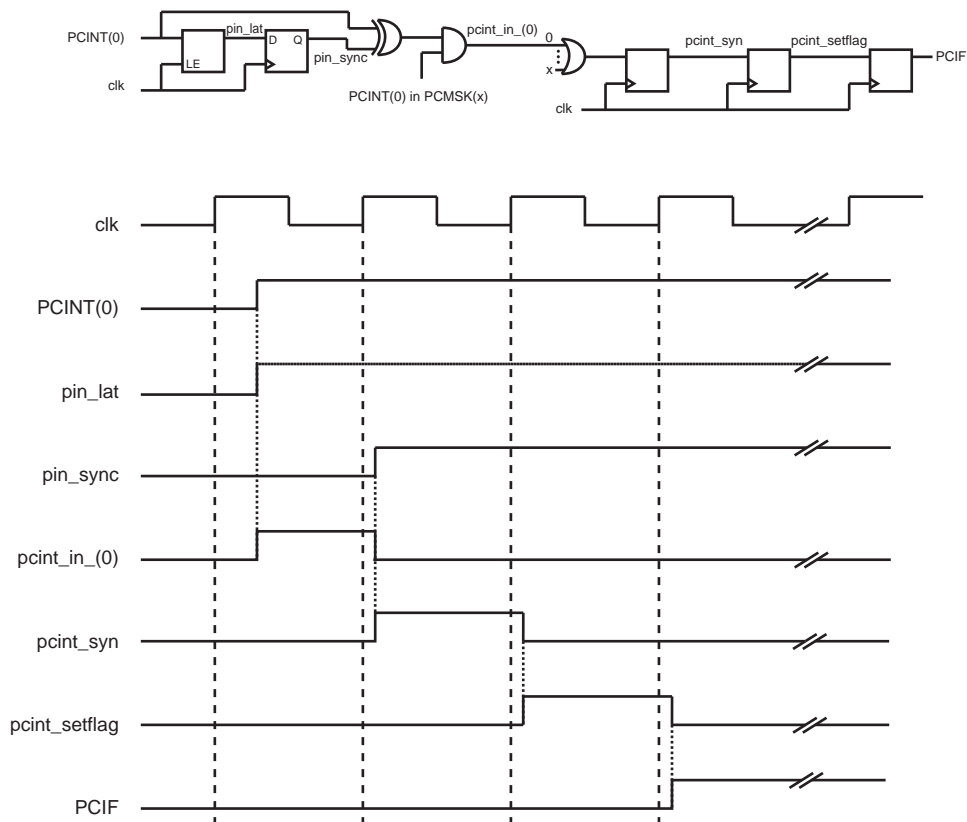 PCINT(0)
pin_lat
D Q
LE
pin_sync
clk
PCINT(0) in PCMSK(x)
pcint_in_(0)
0
x
clk
pcint_syn
pcint_setflag
PCIF
clk
PCINT(0)
pin_lat
pin_sync
pcint_in_(0)
pcint_syn
pcint_setflag
PCIF